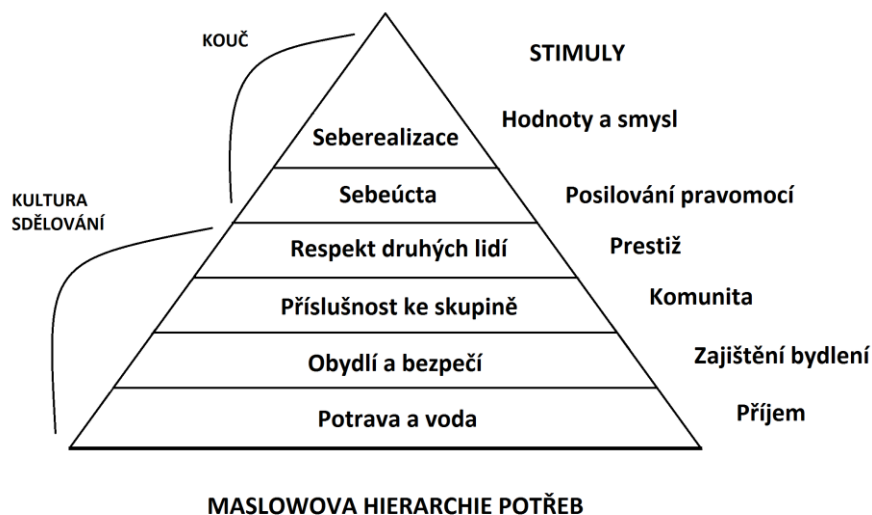 KOUČ
STIMULY
Seberealizace
Hodnoty a smysl
KULTURA
SDĚLOVÁNÍ
Sebeúcta
Posilování pravomocí
Respekt druhých lidí
Prestiž
Příslušnost ke skupině
Komunita
Obydlí a bezpečí
Zajištění bydlení
Potrava a voda
Příjem
MASLOWOVA HIERARCHIE POTŘEB